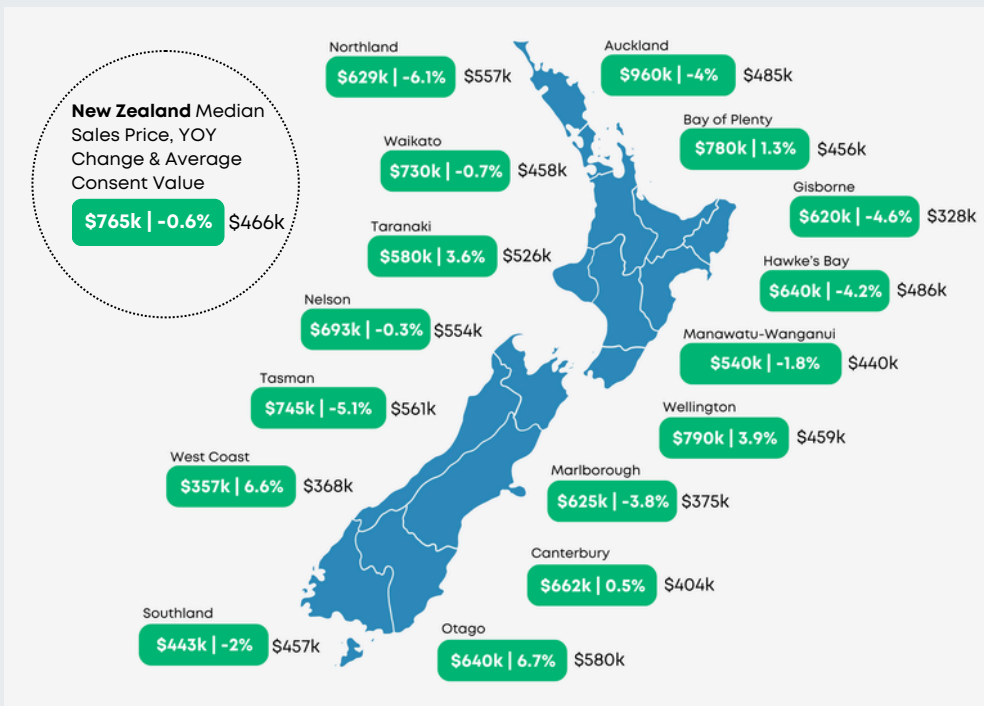 New Zealand Median
Sales Price, YOY
Change & Average
Consent Value
$765k | -0.6% $466k
Northland
$629k | -6.1% $557k
Auckland
$960k | -4% $485k
Waikato
$730k | -0.7% $458k
Bay of Plenty
$780k | 1.3% $456k
Gisborne
$620k | -4.6% $328k
Taranaki
$580k | 3.6% $526k
Hawke's Bay
$640k | -4.2% $486k
Nelson
$693k | -0.3% $554k
Manawatu-Wanganui
$540k | -1.8% $440k
Tasman
$745k | -5.1% $561k
Wellington
$790k | 3.9% $459k
West Coast
$357k | 6.6% $368k
Marlborough
$625k | -3.8% $375k
Canterbury
$662k | 0.5% $404k
Southland
$443k | -2% $457k
Otago
$640k | 6.7% $580k